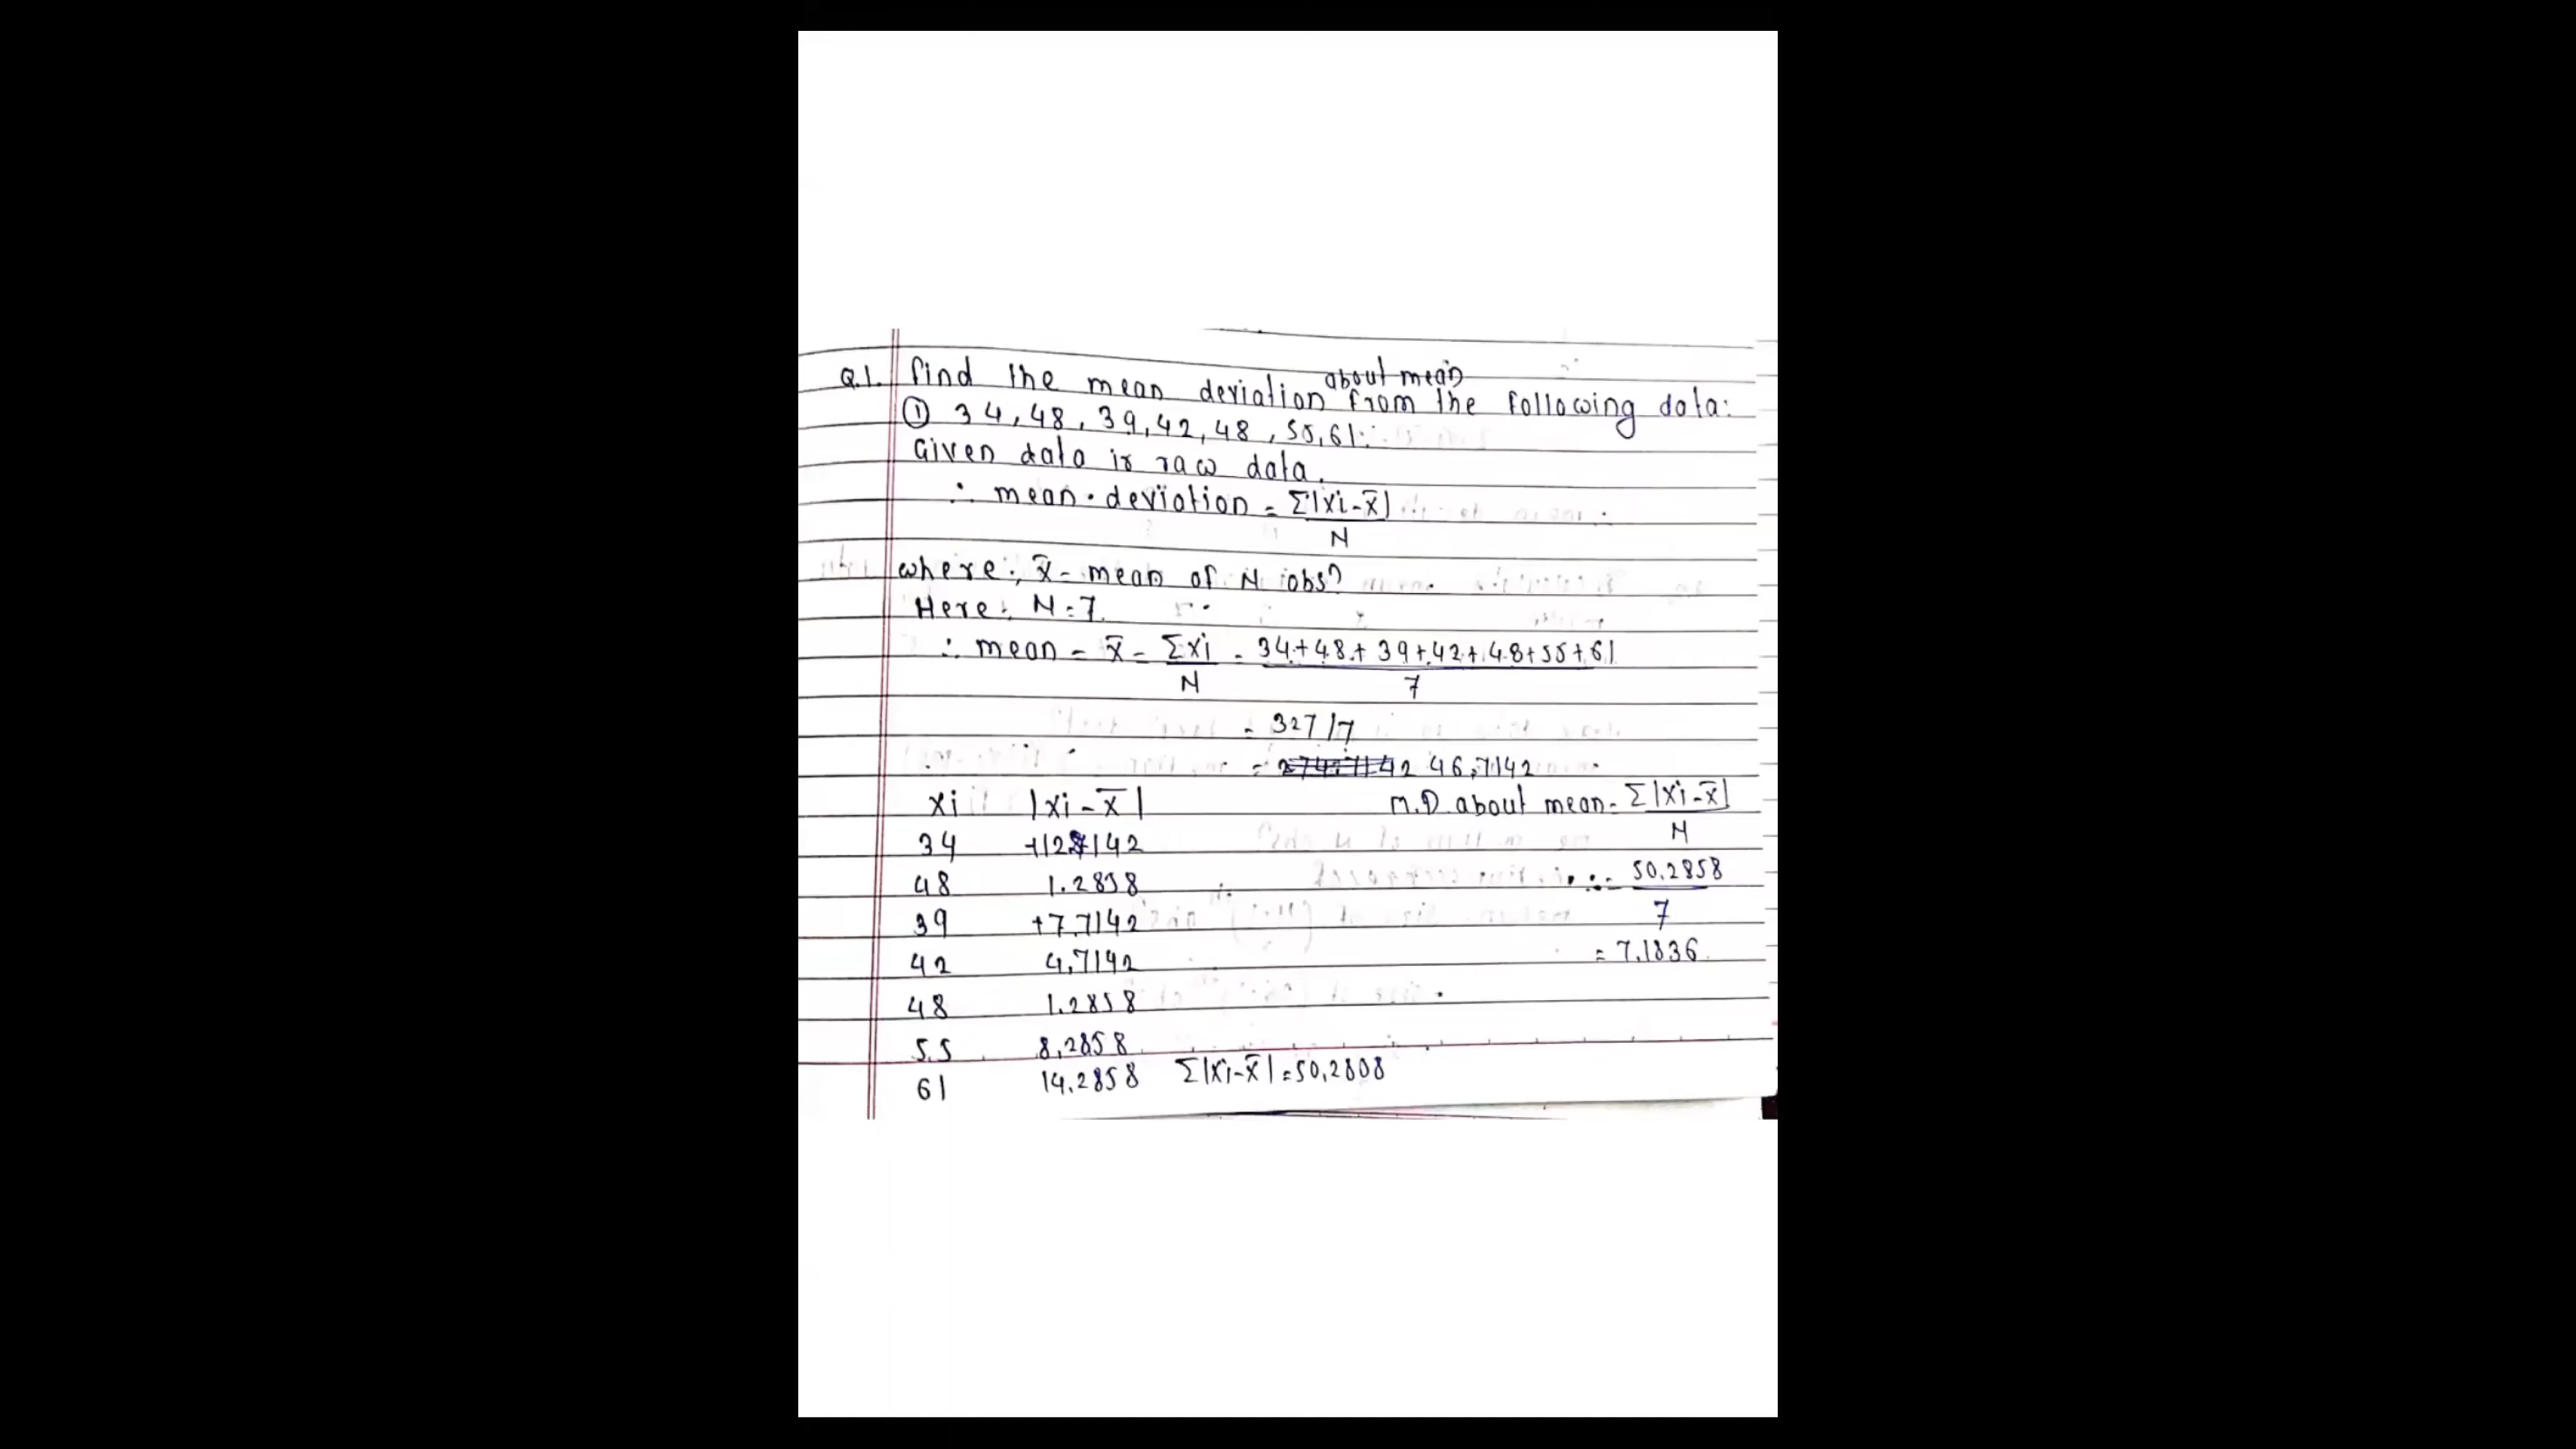 Q.1. find the mean deviation about mean from the following data:
① 34, 48, 39, 42, 48, 55, 61.
Given data is raw data.
∴ mean deviation = Σ|xi-x̄|
N
where, x̄ - mean of N obsⁿ
Here, N=7.
∴ mean = x̄ = Σxi = 34+48+39+42+48+55+61
N 7
= 327/7
= 46.7142
xi |xi-x̄| M.D. about mean = Σ|xi-x̄|
N
34 +12.7142
48 1.2858 = 50.2858
7
39 +7.7142
42 4.7142 = 7.1836
48 1.2858
55 8.2858
61 14.2858 Σ|xi-x̄| = 50.2808